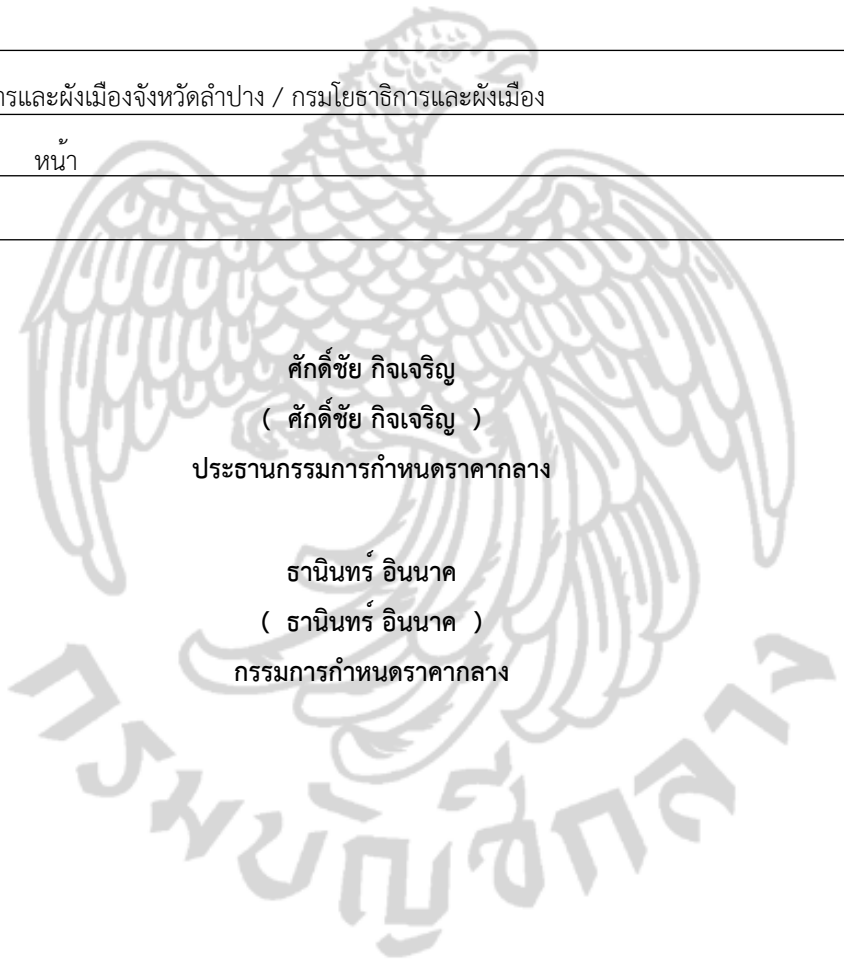 ารและผังเมืองจังหวัดลำปาง / กรมโยธาธิการและผังเมือง
หน้า
ศักดิ์ชัย กิจเจริญ
( ศักดิ์ชัย กิจเจริญ )
ประธานกรรมการกำหนดราคากลาง
ธานินทร์ อินนาค
( ธานินทร์ อินนาค )
กรรมการกำหนดราคากลาง
กรมบัญชีกลาง